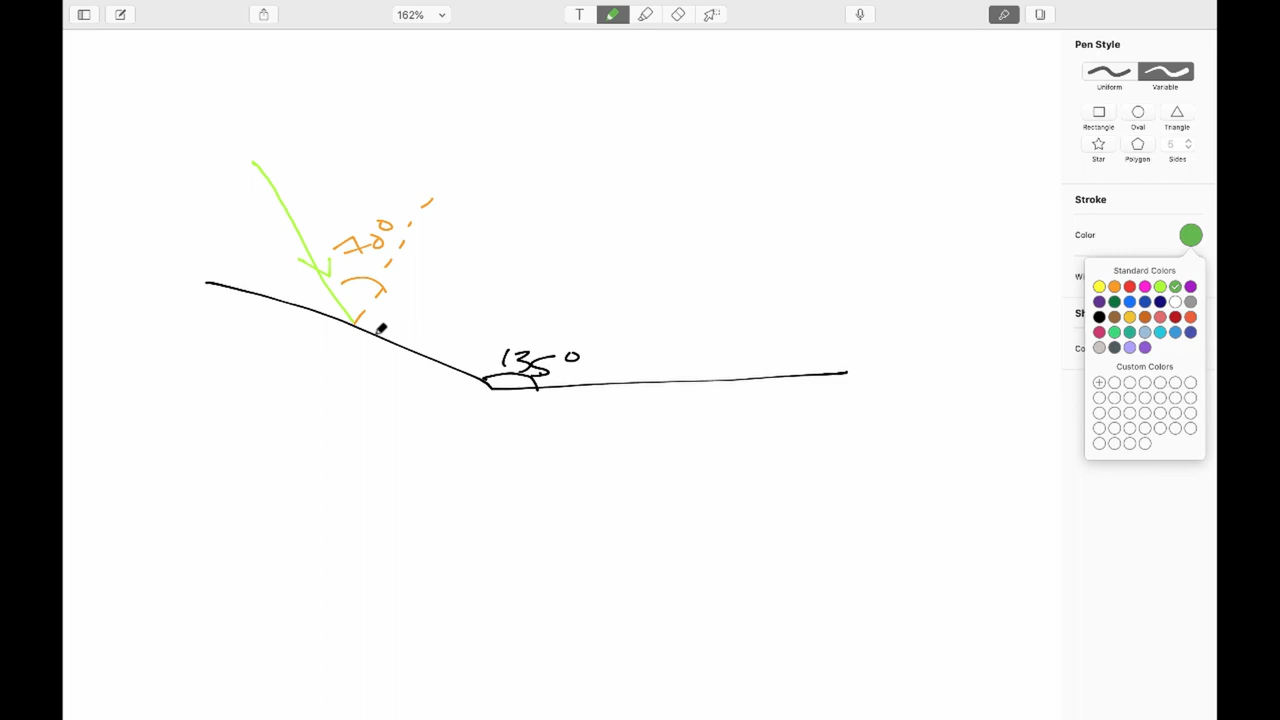 162%
T
Pen Style
Uniform
Variable
Rectangle
Oval
Triangle
Star
Polygon
5
Sides
Stroke
Color
Standard Colors
Custom Colors
70°
135°